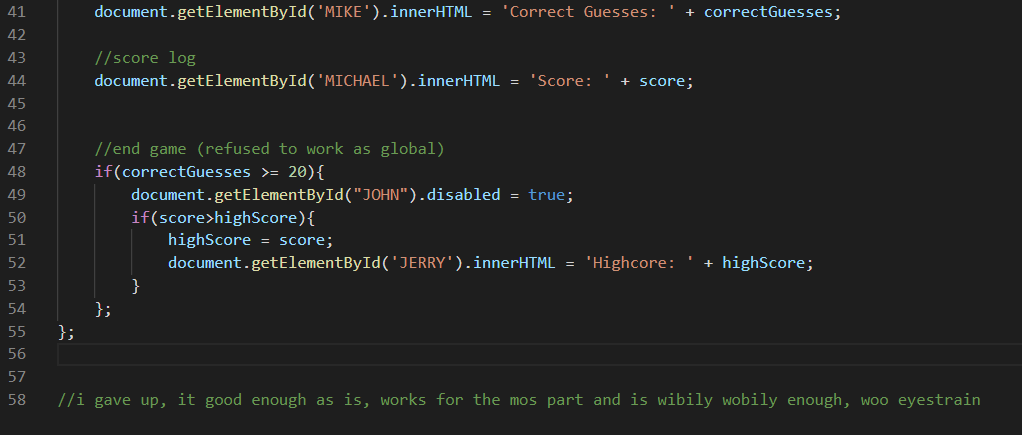 41 document.getElementById('MIKE').innerHTML = 'Correct Guesses: ' + correctGuesses;
42
43 //score log
44 document.getElementById('MICHAEL').innerHTML = 'Score: ' + score;
45
46
47 //end game (refused to work as global)
48 if(correctGuesses >= 20){
49 document.getElementById("JOHN").disabled = true;
50 if(score>highScore){
51 highScore = score;
52 document.getElementById('JERRY').innerHTML = 'Highcore: ' + highScore;
53 }
54 };
55 };
56
57
58 //i gave up, it good enough as is, works for the mos part and is wibily wobily enough, woo eyestrain